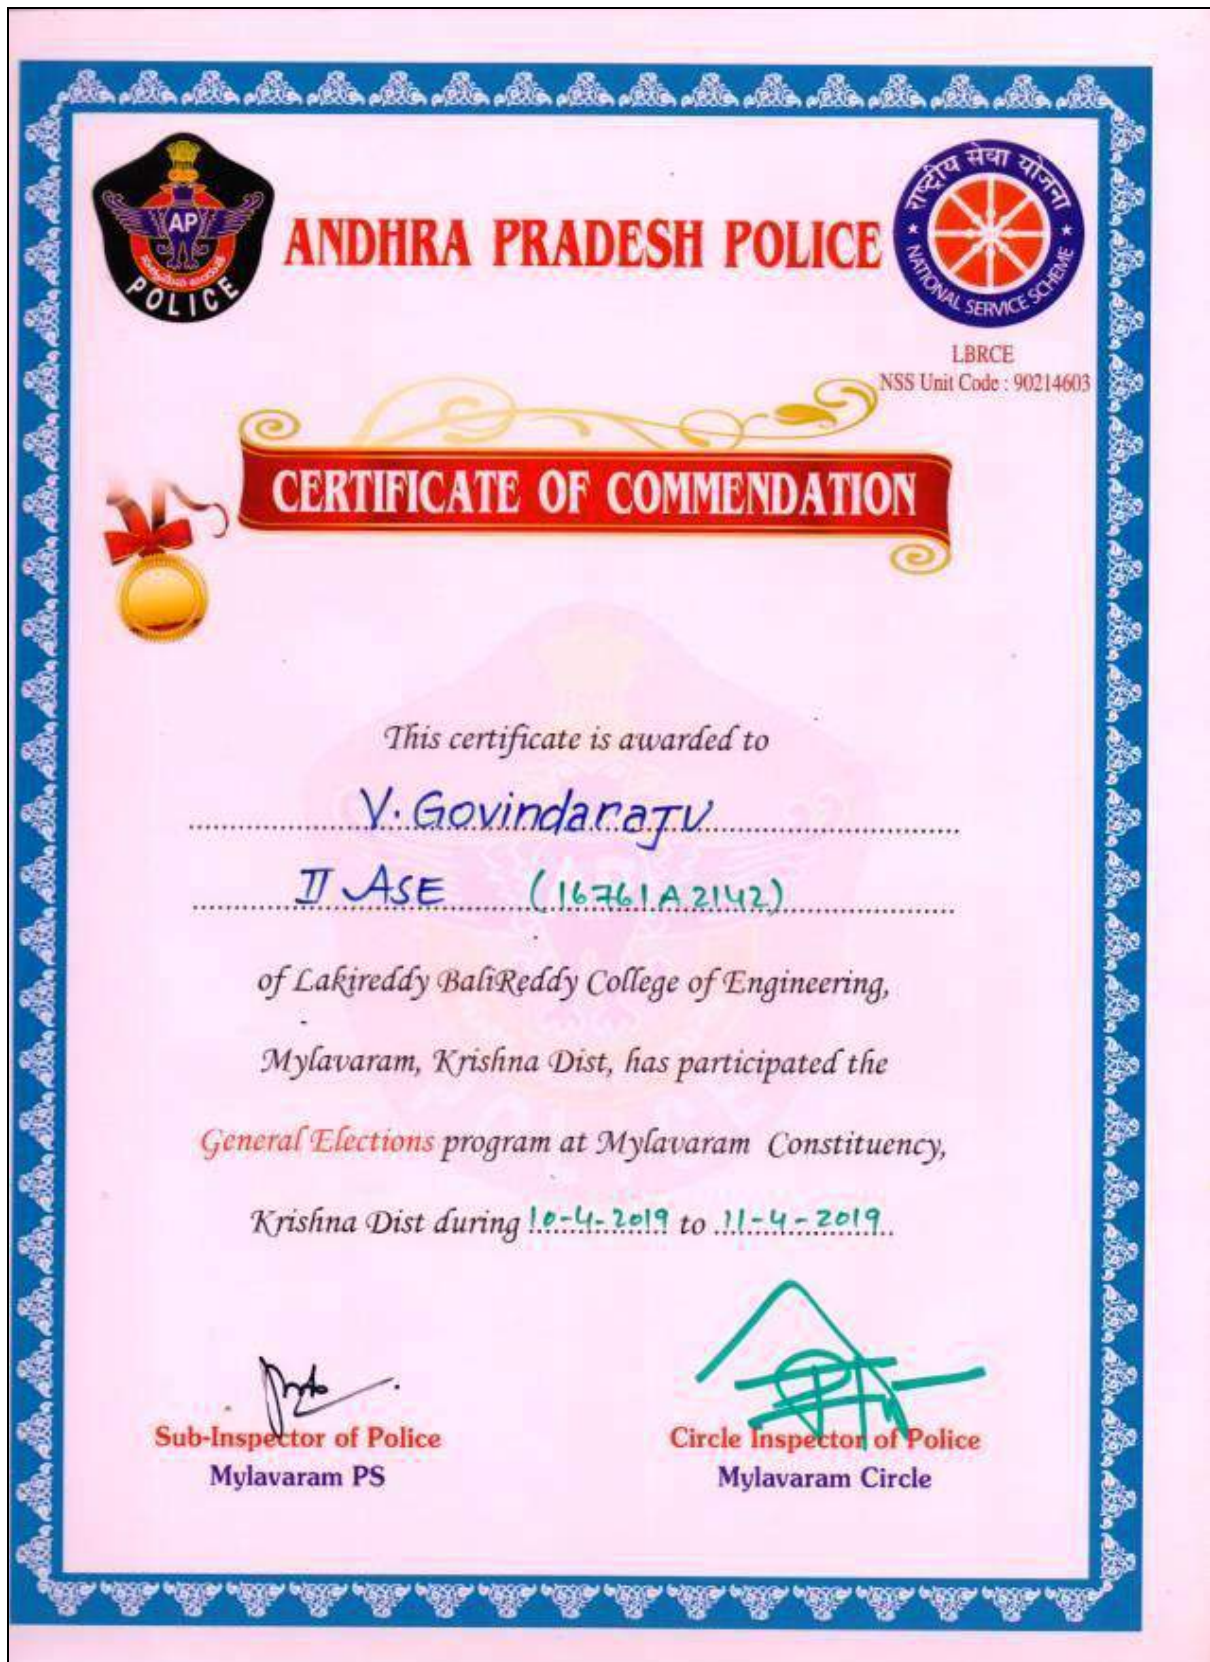 AP
POLICE
ANDHRA PRADESH POLICE
राष्ट्रीय सेवा योजना
NATIONAL SERVICE SCHEME
LBRCE
NSS Unit Code : 90214603
CERTIFICATE OF COMMENDATION
This certificate is awarded to
V. Govindaraju
II ASE (16761A2142)
of Lakireddy BaliReddy College of Engineering,
Mylavaram, Krishna Dist, has participated the
General Elections program at Mylavaram Constituency,
Krishna Dist during 10-4-2019 to 11-4-2019
Sub-Inspector of Police
Mylavaram PS
Circle Inspector of Police
Mylavaram Circle